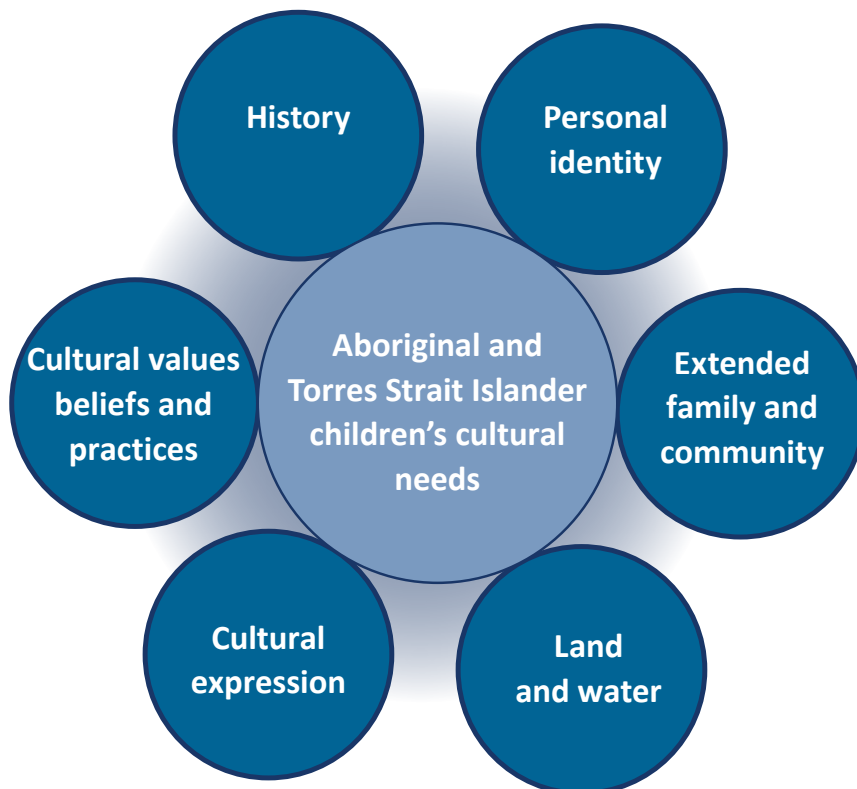 History
Personal
identity
Cultural values
beliefs and
practices
Aboriginal and
Torres Strait Islander
children’s cultural
needs
Extended
family and
community
Cultural
expression
Land
and water